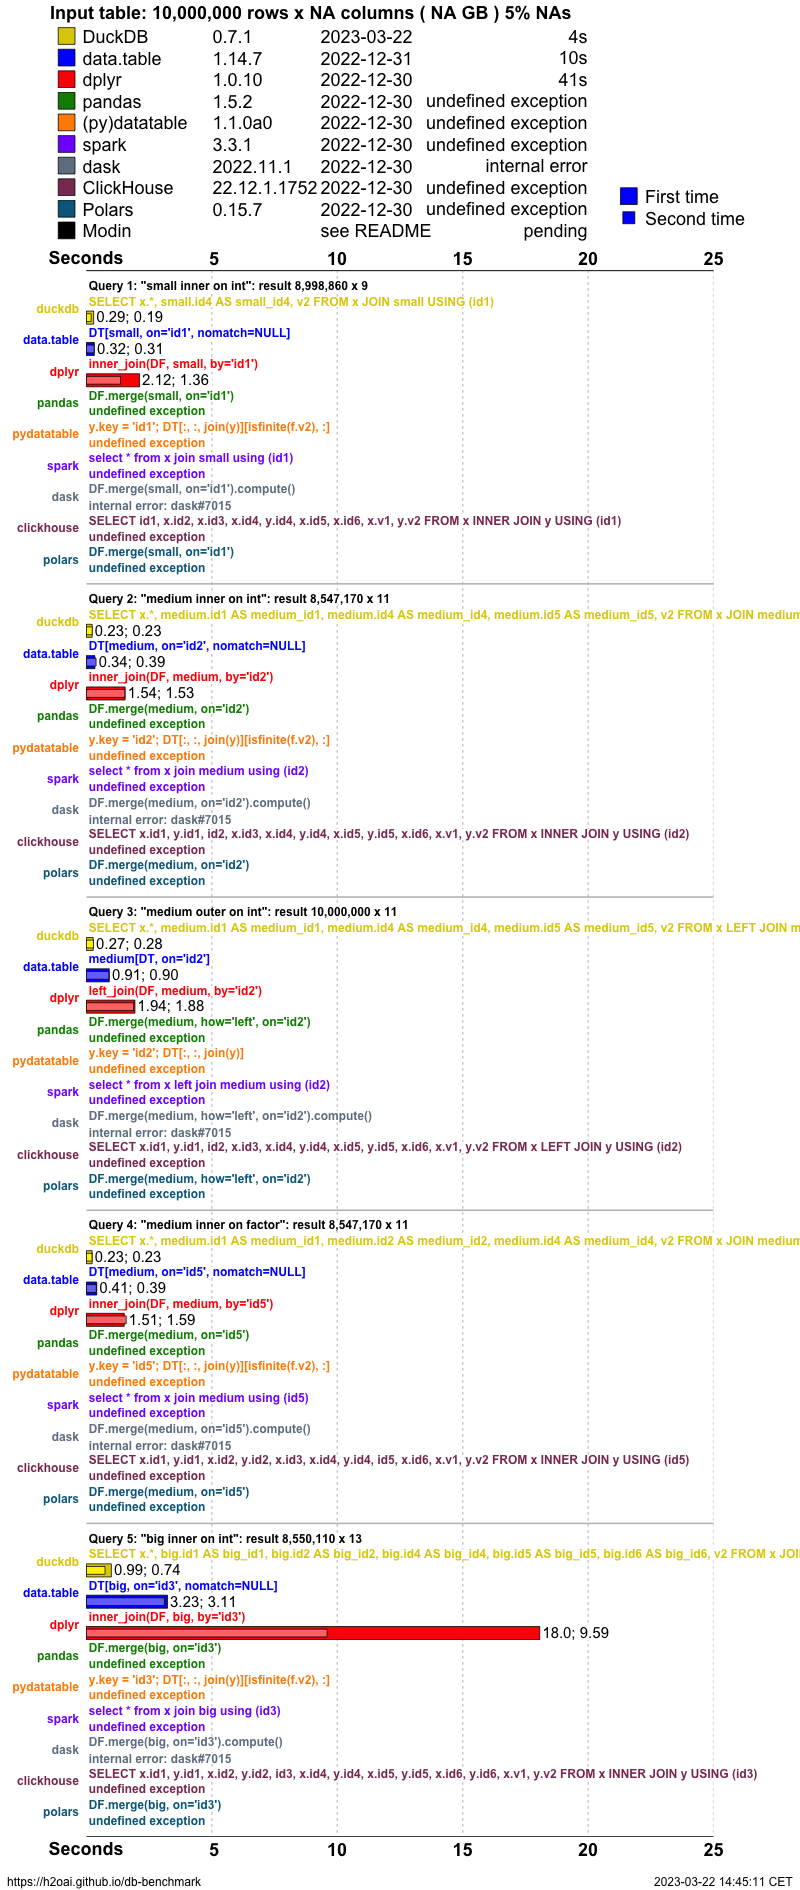 Input table: 10,000,000 rows x NA columns ( NA GB ) 5% NAs
DuckDB 0.7.1 2023-03-22 4s
data.table 1.14.7 2022-12-31 10s
dplyr 1.0.10 2022-12-30 41s
pandas 1.5.2 2022-12-30 undefined exception
(py)datatable 1.1.0a0 2022-12-30 undefined exception
spark 3.3.1 2022-12-30 undefined exception
dask 2022.11.1 2022-12-30 internal error
ClickHouse 22.12.1.1752 2022-12-30 undefined exception
Polars 0.15.7 2022-12-30 undefined exception
Modin see README pending
First time
Second time
Seconds 5 10 15 20 25
Query 1: "small inner on int": result 8,998,860 x 9
SELECT x.*, small.id4 AS small_id4, v2 FROM x JOIN small USING (id1)
duckdb 0.29; 0.19
DT[small, on='id1', nomatch=NULL]
data.table 0.32; 0.31
inner_join(DF, small, by='id1')
dplyr 2.12; 1.36
DF.merge(small, on='id1')
pandas undefined exception
y.key = 'id1'; DT[:, :, join(y)][isfinite(f.v2), :]
pydatatable undefined exception
select * from x join small using (id1)
spark undefined exception
DF.merge(small, on='id1').compute()
dask internal error: dask#7015
SELECT id1, x.id2, x.id3, x.id4, y.id4, x.id5, x.id6, x.v1, y.v2 FROM x INNER JOIN y USING (id1)
clickhouse undefined exception
DF.merge(small, on='id1')
polars undefined exception
Query 2: "medium inner on int": result 8,547,170 x 11
SELECT x.*, medium.id1 AS medium_id1, medium.id4 AS medium_id4, medium.id5 AS medium_id5, v2 FROM x JOIN medium
duckdb 0.23; 0.23
DT[medium, on='id2', nomatch=NULL]
data.table 0.34; 0.39
inner_join(DF, medium, by='id2')
dplyr 1.54; 1.53
DF.merge(medium, on='id2')
pandas undefined exception
y.key = 'id2'; DT[:, :, join(y)][isfinite(f.v2), :]
pydatatable undefined exception
select * from x join medium using (id2)
spark undefined exception
DF.merge(medium, on='id2').compute()
dask internal error: dask#7015
SELECT x.id1, y.id1, id2, x.id3, x.id4, y.id4, x.id5, y.id5, x.id6, x.v1, y.v2 FROM x INNER JOIN y USING (id2)
clickhouse undefined exception
DF.merge(medium, on='id2')
polars undefined exception
Query 3: "medium outer on int": result 10,000,000 x 11
SELECT x.*, medium.id1 AS medium_id1, medium.id4 AS medium_id4, medium.id5 AS medium_id5, v2 FROM x LEFT JOIN m
duckdb 0.27; 0.28
medium[DT, on='id2']
data.table 0.91; 0.90
left_join(DF, medium, by='id2')
dplyr 1.94; 1.88
DF.merge(medium, how='left', on='id2')
pandas undefined exception
y.key = 'id2'; DT[:, :, join(y)]
pydatatable undefined exception
select * from x left join medium using (id2)
spark undefined exception
DF.merge(medium, how='left', on='id2').compute()
dask internal error: dask#7015
SELECT x.id1, y.id1, id2, x.id3, x.id4, y.id4, x.id5, y.id5, x.id6, x.v1, y.v2 FROM x LEFT JOIN y USING (id2)
clickhouse undefined exception
DF.merge(medium, how='left', on='id2')
polars undefined exception
Query 4: "medium inner on factor": result 8,547,170 x 11
SELECT x.*, medium.id1 AS medium_id1, medium.id2 AS medium_id2, medium.id4 AS medium_id4, v2 FROM x JOIN medium
duckdb 0.23; 0.23
DT[medium, on='id5', nomatch=NULL]
data.table 0.41; 0.39
inner_join(DF, medium, by='id5')
dplyr 1.51; 1.59
DF.merge(medium, on='id5')
pandas undefined exception
y.key = 'id5'; DT[:, :, join(y)][isfinite(f.v2), :]
pydatatable undefined exception
select * from x join medium using (id5)
spark undefined exception
DF.merge(medium, on='id5').compute()
dask internal error: dask#7015
SELECT x.id1, y.id1, x.id2, y.id2, x.id3, x.id4, y.id4, id5, x.id6, x.v1, y.v2 FROM x INNER JOIN y USING (id5)
clickhouse undefined exception
DF.merge(medium, on='id5')
polars undefined exception
Query 5: "big inner on int": result 8,550,110 x 13
SELECT x.*, big.id1 AS big_id1, big.id2 AS big_id2, big.id4 AS big_id4, big.id5 AS big_id5, big.id6 AS big_id6, v2 FROM x JOI
duckdb 0.99; 0.74
DT[big, on='id3', nomatch=NULL]
data.table 3.23; 3.11
inner_join(DF, big, by='id3')
dplyr 18.0; 9.59
DF.merge(big, on='id3')
pandas undefined exception
y.key = 'id3'; DT[:, :, join(y)][isfinite(f.v2), :]
pydatatable undefined exception
select * from x join big using (id3)
spark undefined exception
DF.merge(big, on='id3').compute()
dask internal error: dask#7015
SELECT x.id1, y.id1, x.id2, y.id2, id3, x.id4, y.id4, x.id5, y.id5, x.id6, y.id6, x.v1, y.v2 FROM x INNER JOIN y USING (id3)
clickhouse undefined exception
DF.merge(big, on='id3')
polars undefined exception
Seconds 5 10 15 20 25
https://h2oai.github.io/db-benchmark 2023-03-22 14:45:11 CET